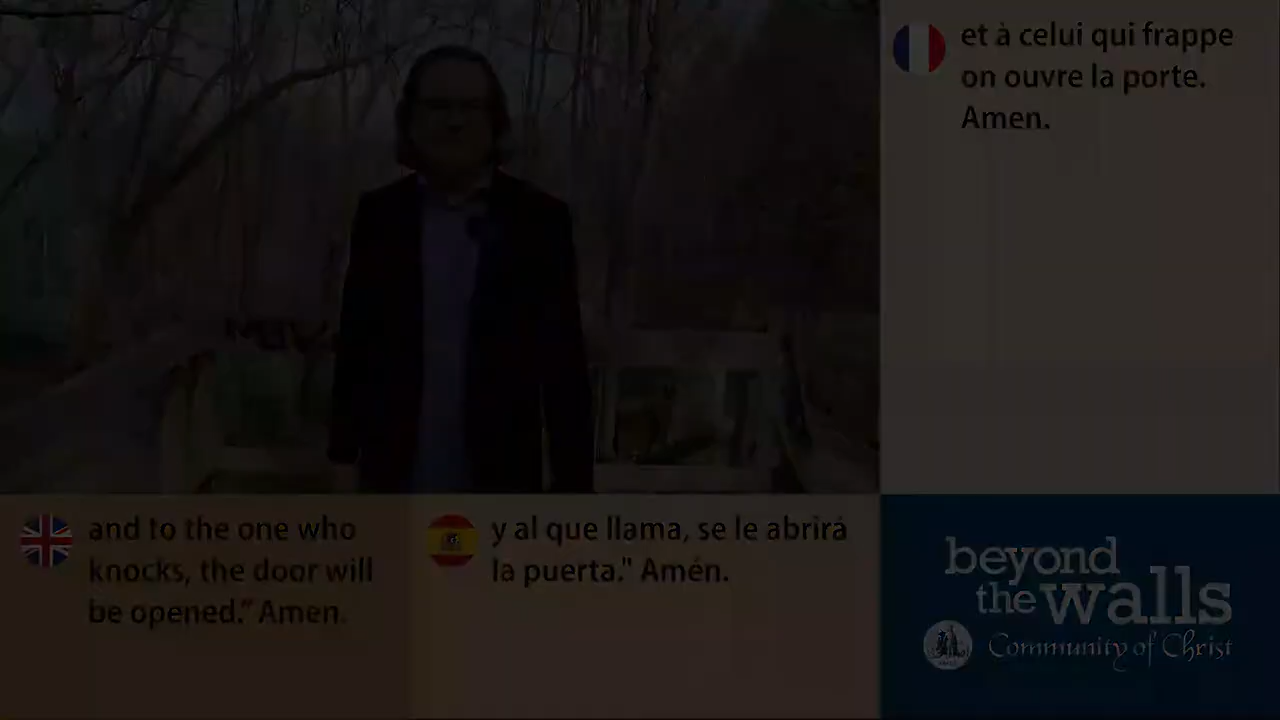 et à celui qui frappe
on ouvre la porte.
Amen.
and to the one who
knocks, the door will
be opened.” Amen.
y al que llama, se le abrirá
la puerta." Amén.
beyond
the walls
Community of Christ